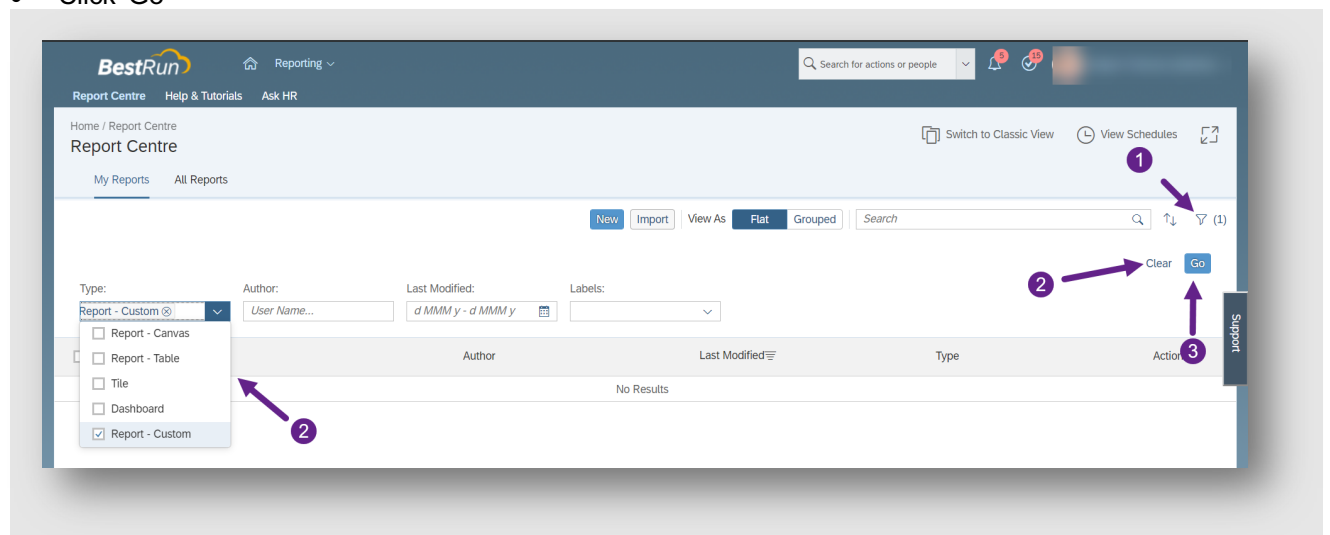 • Click 'Go'
BestRun
Reporting
Search for actions or people
5
15
Report Centre Help & Tutorials Ask HR
Home / Report Centre
Report Centre
Switch to Classic View
View Schedules
1
My Reports All Reports
New Import View As Flat Grouped Search (1)
Clear Go
2
Type: Author: Last Modified: Labels:
Report - Custom User Name... d MMM y - d MMM y
Report - Canvas
Report - Table
Tile
Dashboard
Report - Custom
Author Last Modified Type Action
3
Support
No Results
2